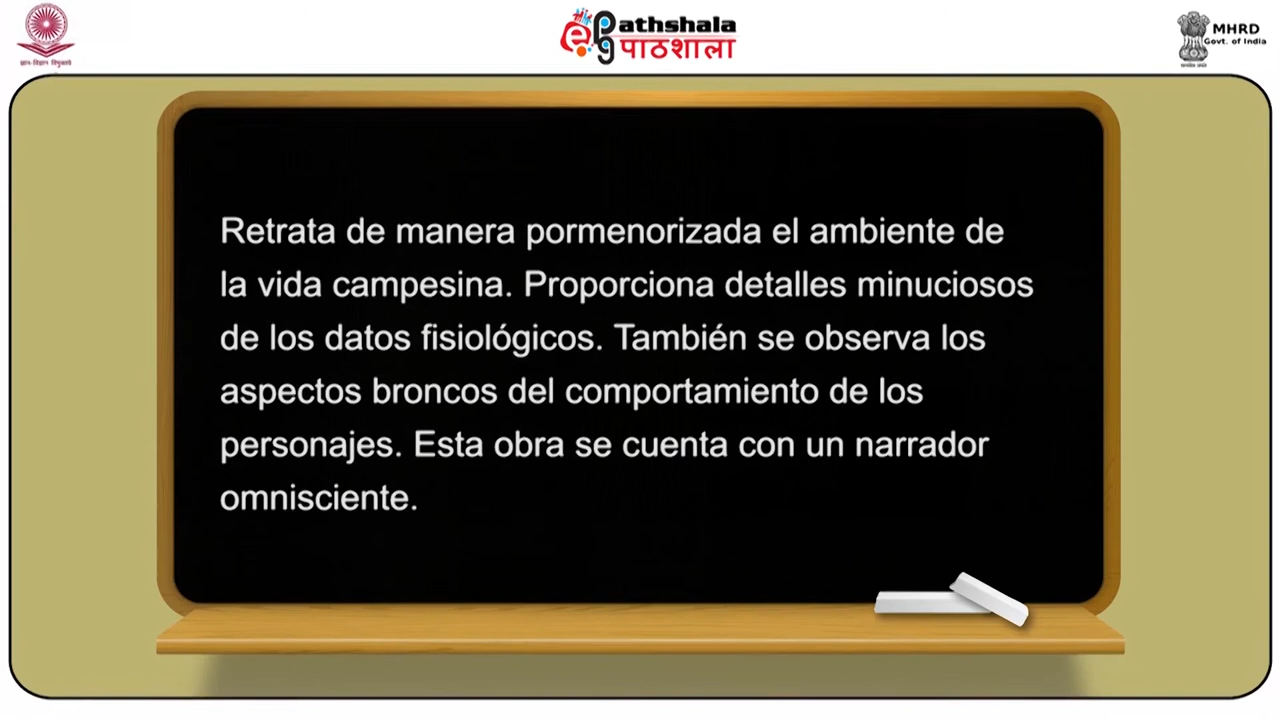 ePathshala
पाठशाला
MHRD
Govt. of India
Retrata de manera pormenorizada el ambiente de
la vida campesina. Proporciona detalles minuciosos
de los datos fisiológicos. También se observa los
aspectos broncos del comportamiento de los
personajes. Esta obra se cuenta con un narrador
omnisciente.